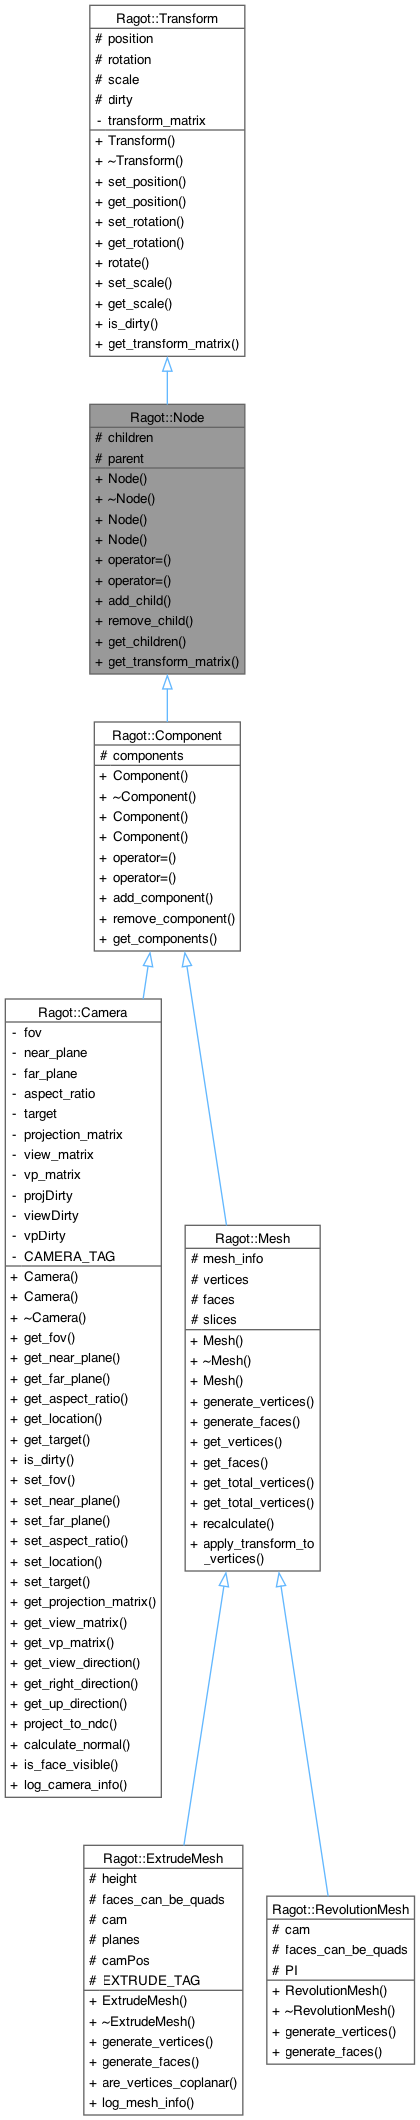 Ragot::Transform
# position
# rotation
# scale
# dirty
- transform_matrix
+ Transform()
+ ~Transform()
+ set_position()
+ get_position()
+ set_rotation()
+ get_rotation()
+ rotate()
+ set_scale()
+ get_scale()
+ is_dirty()
+ get_transform_matrix()
Ragot::Node
# children
# parent
+ Node()
+ ~Node()
+ Node()
+ Node()
+ operator=()
+ operator=()
+ add_child()
+ remove_child()
+ get_children()
+ get_transform_matrix()
Ragot::Component
# components
+ Component()
+ ~Component()
+ Component()
+ Component()
+ operator=()
+ operator=()
+ add_component()
+ remove_component()
+ get_components()
Ragot::Camera
- fov
- near_plane
- far_plane
- aspect_ratio
- target
- projection_matrix
- view_matrix
- vp_matrix
- projDirty
- viewDirty
- vpDirty
- CAMERA_TAG
+ Camera()
+ Camera()
+ ~Camera()
+ get_fov()
+ get_near_plane()
+ get_far_plane()
+ get_aspect_ratio()
+ get_location()
+ get_target()
+ is_dirty()
+ set_fov()
+ set_near_plane()
+ set_far_plane()
+ set_aspect_ratio()
+ set_location()
+ set_target()
+ get_projection_matrix()
+ get_view_matrix()
+ get_vp_matrix()
+ get_view_direction()
+ get_right_direction()
+ get_up_direction()
+ project_to_ndc()
+ calculate_normal()
+ is_face_visible()
+ log_camera_info()
Ragot::Mesh
# mesh_info
# vertices
# faces
# slices
+ Mesh()
+ ~Mesh()
+ Mesh()
+ generate_vertices()
+ generate_faces()
+ get_vertices()
+ get_faces()
+ get_total_vertices()
+ get_total_vertices()
+ recalculate()
+ apply_transform_to
_vertices()
Ragot::ExtrudeMesh
# height
# faces_can_be_quads
# cam
# planes
# camPos
# EXTRUDE_TAG
+ ExtrudeMesh()
+ ~ExtrudeMesh()
+ generate_vertices()
+ generate_faces()
+ are_vertices_coplanar()
+ log_mesh_info()
Ragot::RevolutionMesh
# cam
# faces_can_be_quads
# PI
+ RevolutionMesh()
+ ~RevolutionMesh()
+ generate_vertices()
+ generate_faces()